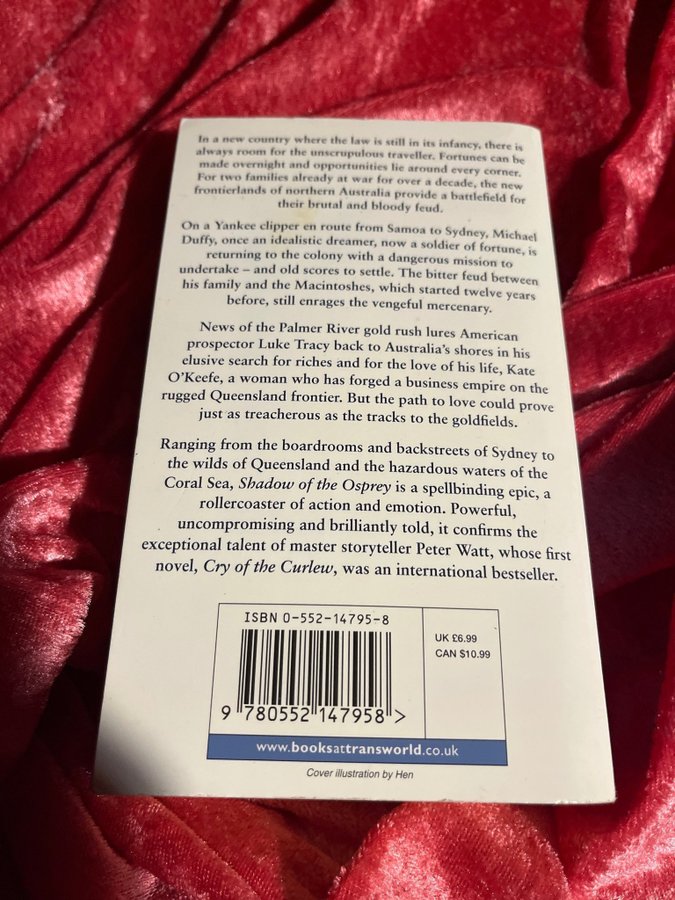 In a new country where the law is still in its infancy, there is
always room for the unscrupulous traveller. Fortunes can be
made overnight and opportunities lie around every corner.
For two families already at war for over a decade, the new
frontierlands of northern Australia provide a battlefield for
their brutal and bloody feud.
On a Yankee clipper en route from Samoa to Sydney, Michael
Duffy, once an idealistic dreamer, now a soldier of fortune, is
returning to the colony with a dangerous mission to
undertake – and old scores to settle. The bitter feud between
his family and the Macintoshes, which started twelve years
before, still enrages the vengeful mercenary.
News of the Palmer River gold rush lures American
prospector Luke Tracy back to Australia's shores in his
elusive search for riches and for the love of his life, Kate
O'Keefe, a woman who has forged a business empire on the
rugged Queensland frontier. But the path to love could prove
just as treacherous as the tracks to the goldfields.
Ranging from the boardrooms and backstreets of Sydney to
the wilds of Queensland and the hazardous waters of the
Coral Sea, Shadow of the Osprey is a spellbinding epic, a
rollercoaster of action and emotion. Powerful,
uncompromising and brilliantly told, it confirms the
exceptional talent of master storyteller Peter Watt, whose first
novel, Cry of the Curlew, was an international bestseller.
ISBN 0-552-14795-8
UK £6.99
CAN $10.99
9 780552 147958 >
www.booksattransworld.co.uk
Cover illustration by Hen